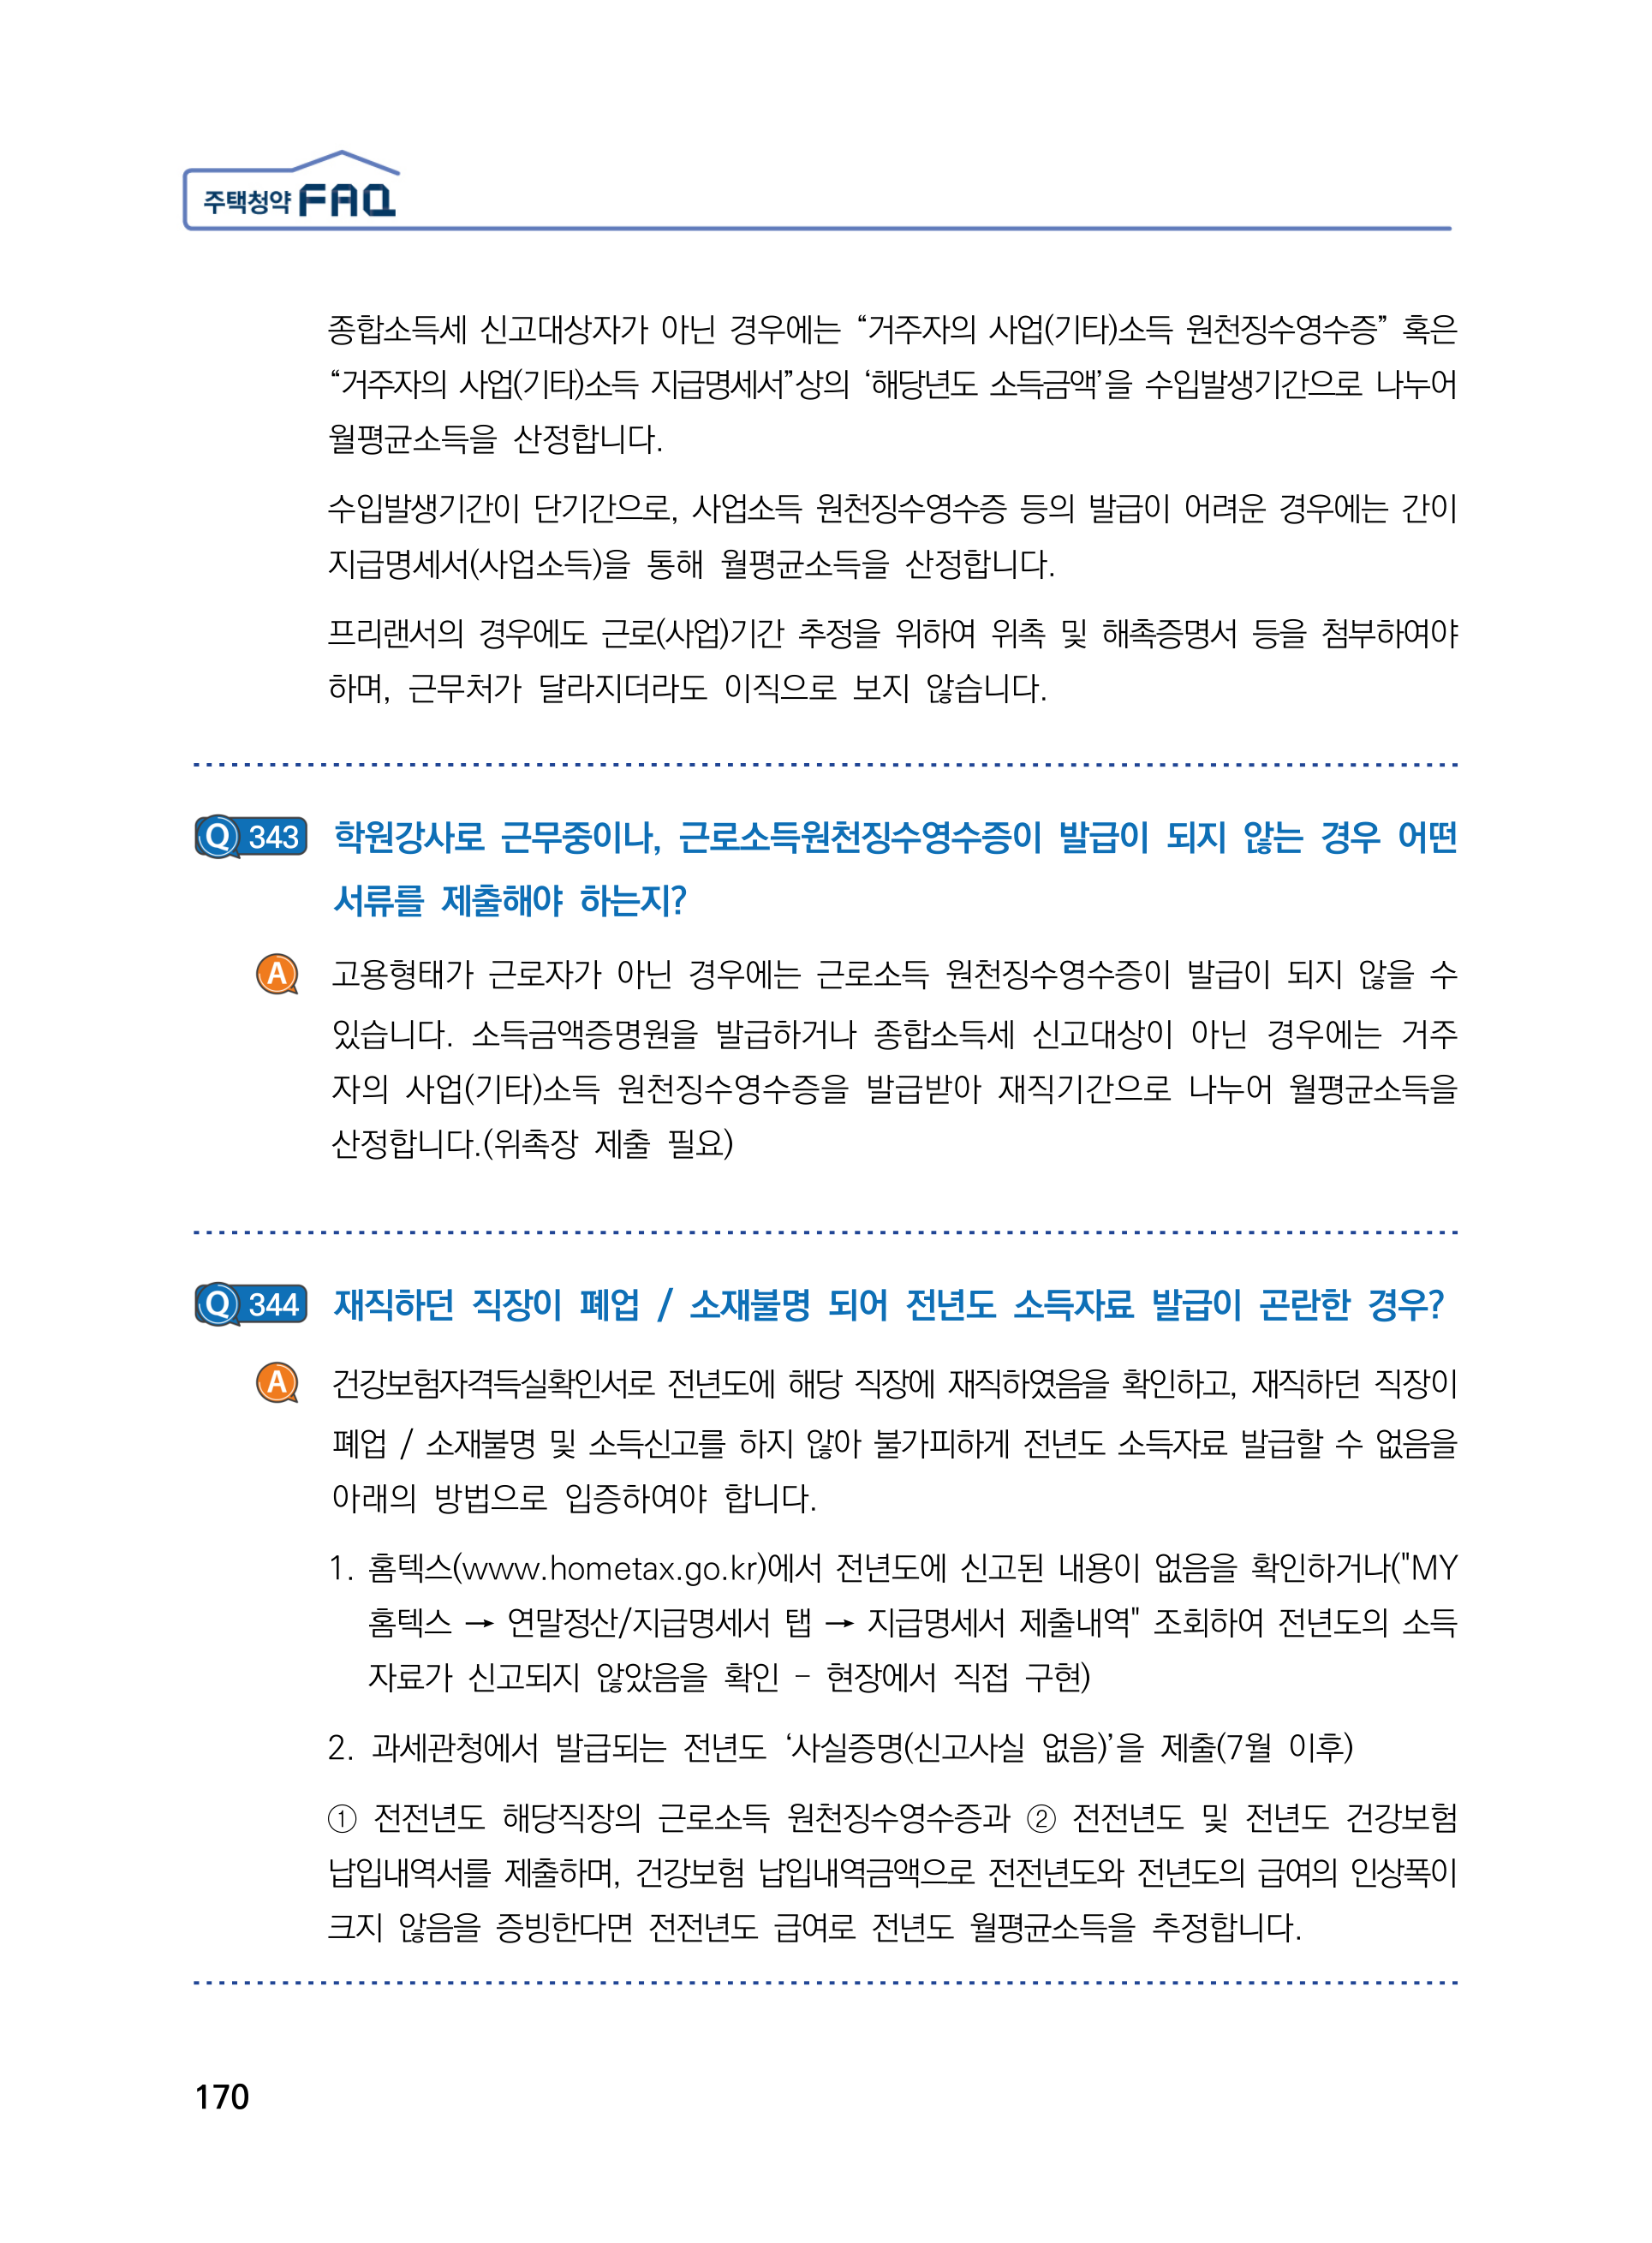 주택청약 FAQ
종합소득세 신고대상자가 아닌 경우에는 “거주자의 사업(기타)소득 원천징수영수증” 혹은
“거주자의 사업(기타)소득 지급명세서”상의 ‘해당년도 소득금액’을 수입발생기간으로 나누어
월평균소득을 산정합니다.
수입발생기간이 단기간으로, 사업소득 원천징수영수증 등의 발급이 어려운 경우에는 간이
지급명세서(사업소득)을 통해 월평균소득을 산정합니다.
프리랜서의 경우에도 근로(사업)기간 추정을 위하여 위촉 및 해촉증명서 등을 첨부하여야
하며, 근무처가 달라지더라도 이직으로 보지 않습니다.
Q 343 학원강사로 근무중이나, 근로소득원천징수영수증이 발급이 되지 않는 경우 어떤
서류를 제출해야 하는지?
A 고용형태가 근로자가 아닌 경우에는 근로소득 원천징수영수증이 발급이 되지 않을 수
있습니다. 소득금액증명원을 발급하거나 종합소득세 신고대상이 아닌 경우에는 거주
자의 사업(기타)소득 원천징수영수증을 발급받아 재직기간으로 나누어 월평균소득을
산정합니다.(위촉장 제출 필요)
Q 344 재직하던 직장이 폐업 / 소재불명 되어 전년도 소득자료 발급이 곤란한 경우?
A 건강보험자격득실확인서로 전년도에 해당 직장에 재직하였음을 확인하고, 재직하던 직장이
폐업 / 소재불명 및 소득신고를 하지 않아 불가피하게 전년도 소득자료 발급할 수 없음을
아래의 방법으로 입증하여야 합니다.
1. 홈텍스(www.hometax.go.kr)에서 전년도에 신고된 내용이 없음을 확인하거나("MY
홈텍스 → 연말정산/지급명세서 탭 → 지급명세서 제출내역" 조회하여 전년도의 소득
자료가 신고되지 않았음을 확인 – 현장에서 직접 구현)
2. 과세관청에서 발급되는 전년도 ‘사실증명(신고사실 없음)’을 제출(7월 이후)
① 전전년도 해당직장의 근로소득 원천징수영수증과 ② 전전년도 및 전년도 건강보험
납입내역서를 제출하며, 건강보험 납입내역금액으로 전전년도와 전년도의 급여의 인상폭이
크지 않음을 증빙한다면 전전년도 급여로 전년도 월평균소득을 추정합니다.
170